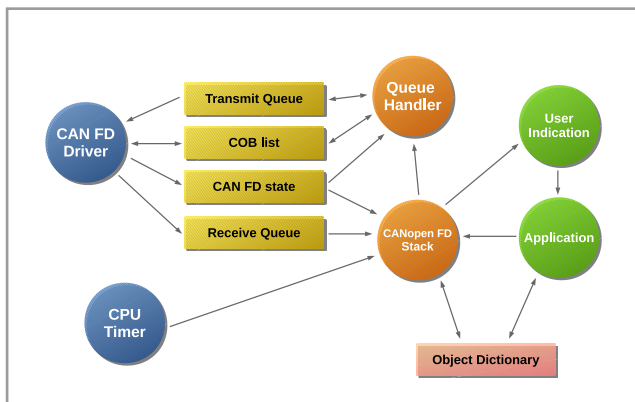 Transmit Queue
Queue
Handler
User
Indication
CAN FD
Driver
COB list
CAN FD state
Receive Queue
CANopen FD
Stack
Application
CPU
Timer
Object Dictionary